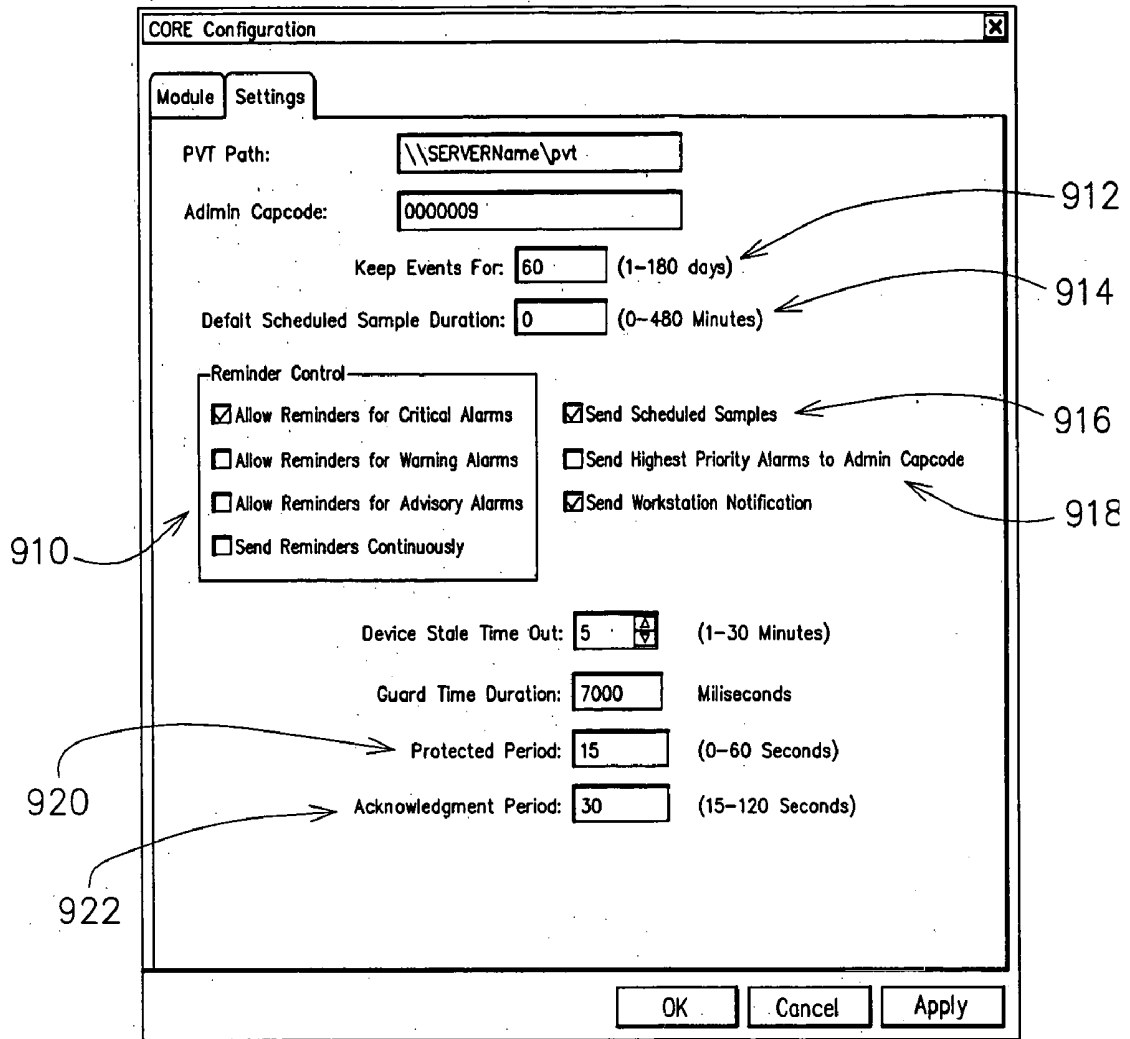 CORE Configuration
Module Settings
PVT Path: \\SERVERName\pvt
Adimin Capcode: 0000009
912
Keep Events For: 60 (1-180 days)
914
Defalt Scheduled Sample Duration: 0 (0-480 Minutes)
Reminder Control
Allow Reminders for Critical Alarms
Send Scheduled Samples
916
Allow Reminders for Warning Alarms
Send Highest Priority Alarms to Admin Capcode
Allow Reminders for Advisory Alarms
Send Workstation Notification
918
910
Send Reminders Continuously
Device Stale Time Out: 5 (1-30 Minutes)
Guard Time Duration: 7000 Miliseconds
Protected Period: 15 (0-60 Seconds)
920
Acknowledgment Period: 30 (15-120 Seconds)
922
OK Cancel Apply